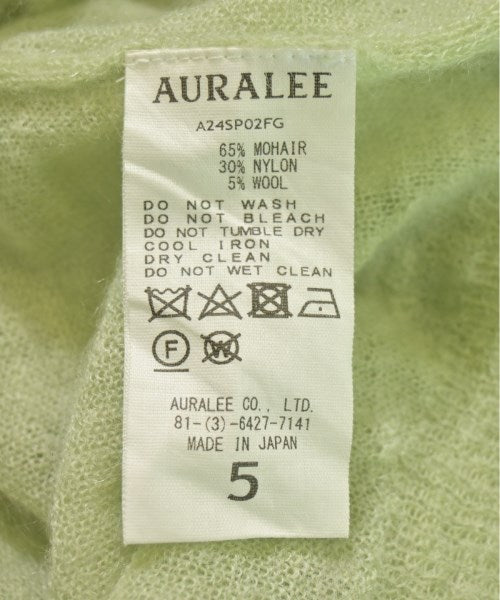 AURALEE
A24SP02FG
65% MOHAIR
30% NYLON
5% WOOL
DO NOT WASH
DO NOT BLEACH
DO NOT TUMBLE DRY
COOL IRON
DRY CLEAN
DO NOT WET CLEAN
F W
AURALEE CO., LTD.
81-(3)-6427-7141
MADE IN JAPAN
5